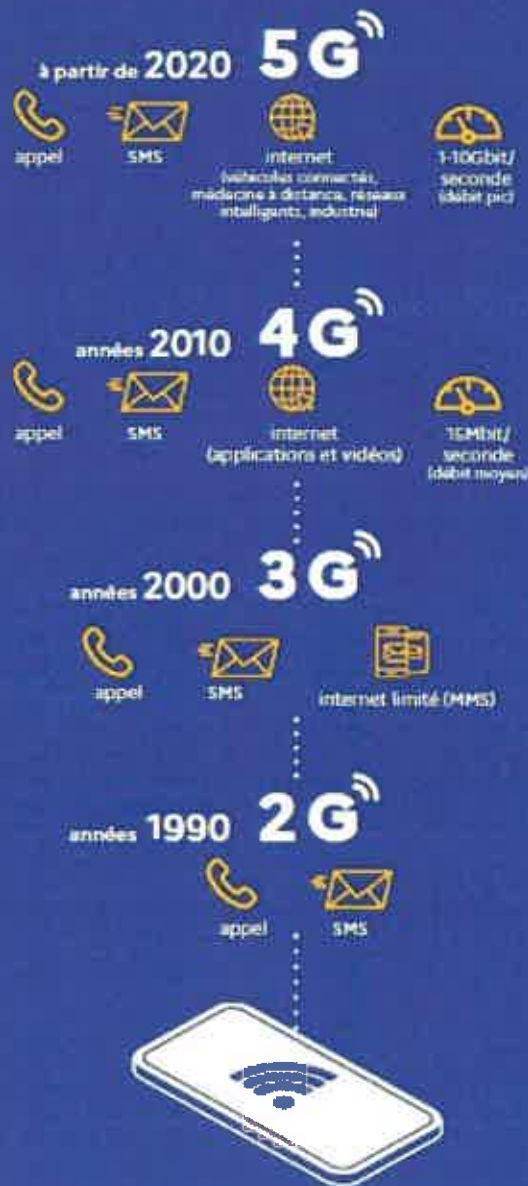 à partir de 2020 5G
appel
SMS
internet
(véhicules connectés,
médecine à distance, réseaux
intelligents, industrie)
1-10Gbit/
seconde
(débit pic)
années 2010 4G
appel
SMS
internet
(applications et vidéos)
15Mbit/
seconde
(débit moyen)
années 2000 3G
appel
SMS
internet limité (MMS)
années 1990 2G
appel
SMS